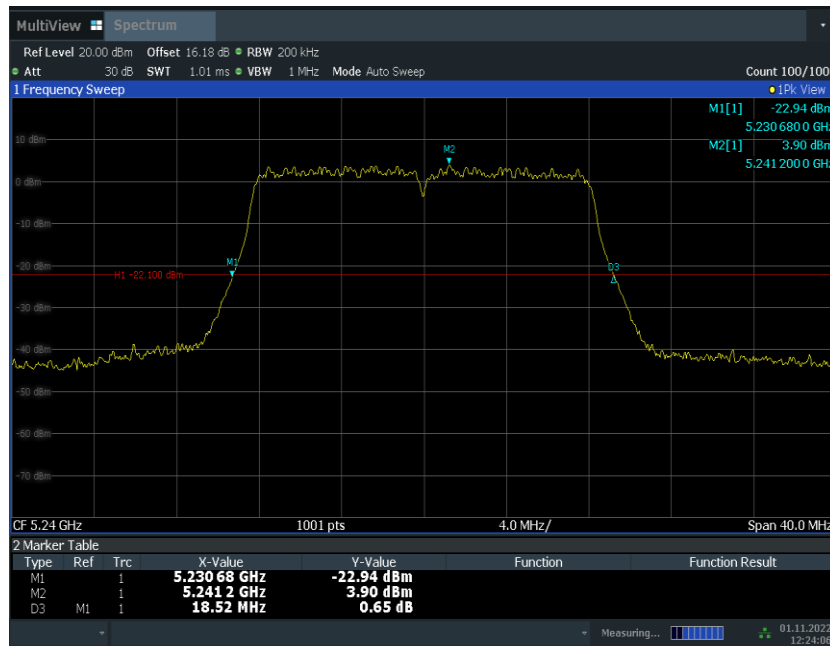 MultiView Spectrum
Ref Level 20.00 dBm Offset 16.18 dB RBW 200 kHz
Att 30 dB SWT 1.01 ms VBW 1 MHz Mode Auto Sweep Count 100/100
1 Frequency Sweep 1Pk View
M1[1] -22.94 dBm
5.230 680 0 GHz
10 dBm M2[1] 3.90 dBm
M2 5.241 200 0 GHz
0 dBm
-10 dBm
-20 dBm M1 D3
H1 -22.100 dBm
-30 dBm
-40 dBm
-50 dBm
-60 dBm
-70 dBm
CF 5.24 GHz 1001 pts 4.0 MHz/ Span 40.0 MHz
2 Marker Table
Type Ref Trc X-Value Y-Value Function Function Result
M1 1 5.230 68 GHz -22.94 dBm
M2 1 5.241 2 GHz 3.90 dBm
D3 M1 1 18.52 MHz 0.65 dB
Measuring... 01.11.2022
12:24:06